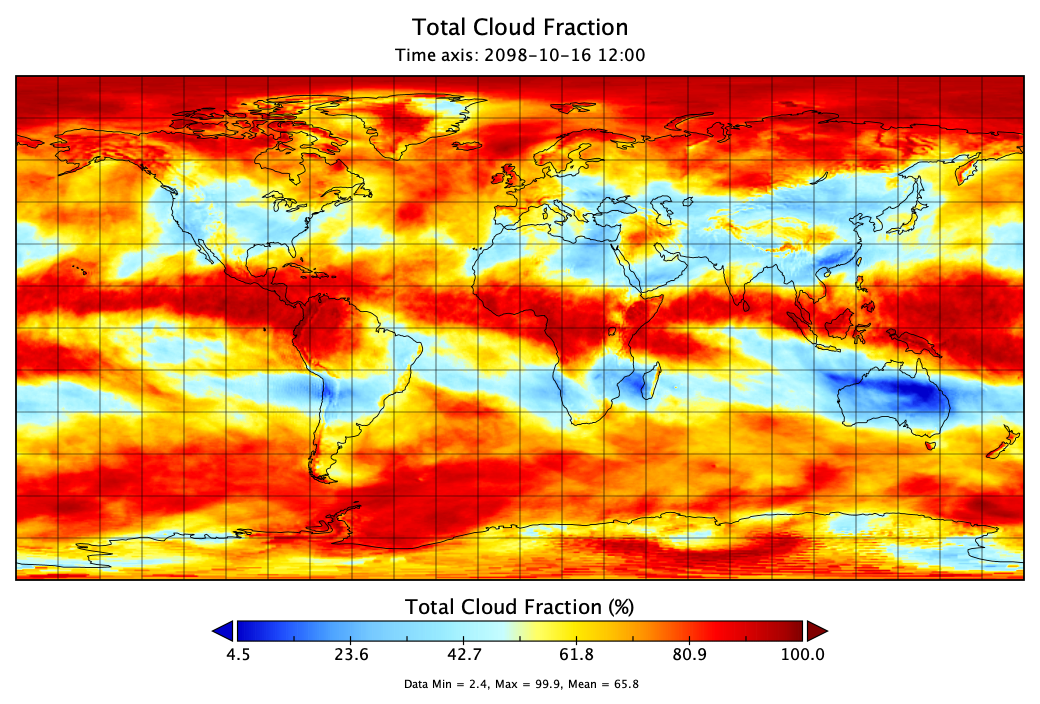 Total Cloud Fraction
Time axis: 2098-10-16 12:00
Total Cloud Fraction (%)
4.5 23.6 42.7 61.8 80.9 100.0
Data Min = 2.4, Max = 99.9, Mean = 65.8